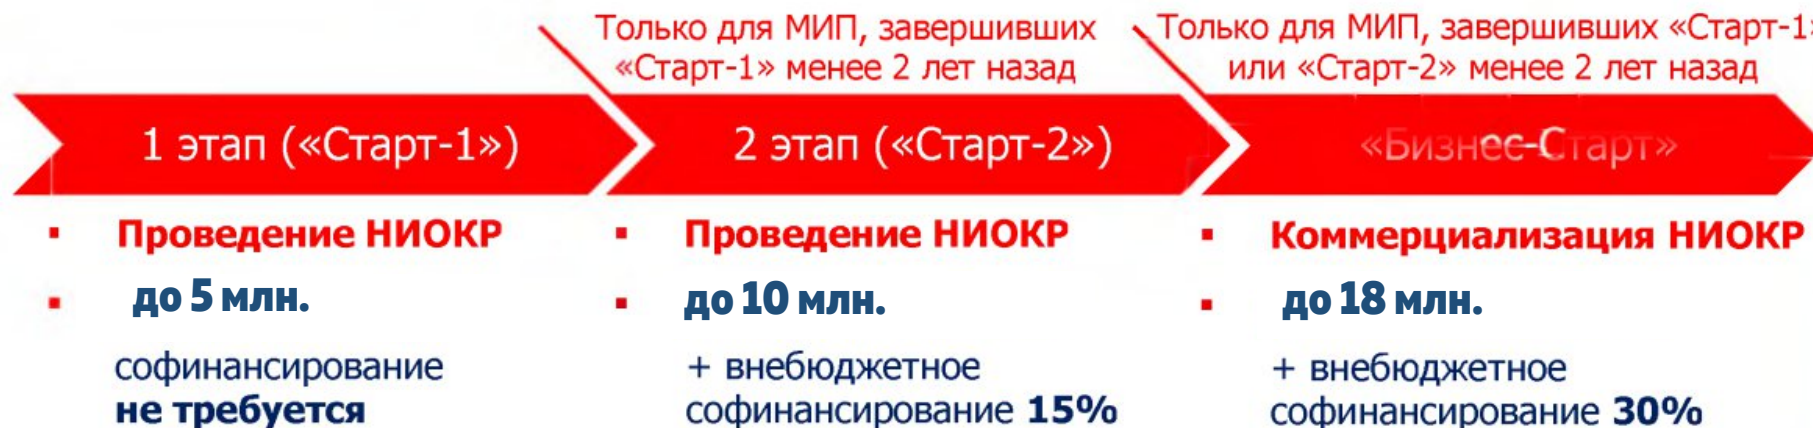 Только для МИП, завершивших
«Старт-1» менее 2 лет назад
Только для МИП, завершивших «Старт-1»
или «Старт-2» менее 2 лет назад
1 этап («Старт-1»)
2 этап («Старт-2»)
«Бизнес-Старт»
▪ Проведение НИОКР
▪ до 5 млн.
софинансирование
не требуется
▪ Проведение НИОКР
▪ до 10 млн.
+ внебюджетное
софинансирование 15%
▪ Коммерциализация НИОКР
▪ до 18 млн.
+ внебюджетное
софинансирование 30%